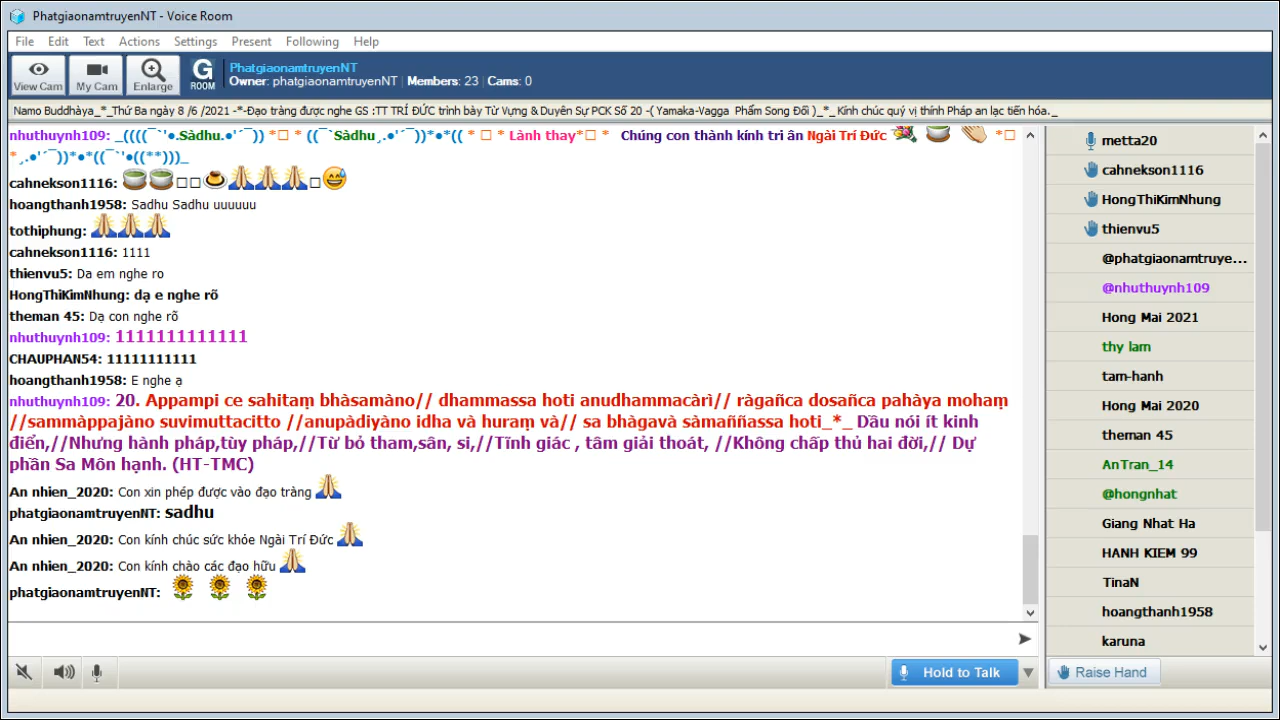 PhatgiaonamtruyenNT - Voice Room
File Edit Text Actions Settings Present Following Help
View Cam My Cam Enlarge G ROOM
PhatgiaonamtruyenNT
Owner: phatgiaonamtruyenNT | Members: 23 | Cams: 0
Namo Buddhàya_*_Thứ Ba ngày 8 /6 /2021 -*-Đạo tràng được nghe GS :TT TRÍ ĐỨC trình bày Từ Vựng & Duyên Sự PCK Số 20 -( Yamaka-Vagga Phẩm Song Đối )_*_ Kính chúc quý vị thính Pháp an lạc tiến hóa._
nhuthuynh109: _((((¯`'•.Sàdhu.•'´¯)) *□ * ((¯`Sàdhu¸.•'´¯))*•*(( * □ * Lành thay*□ * Chúng con thành kính tri ân Ngài Trí Đức *□
*¸.•'´¯))*•*((¯`'•((**)))_
cahnekson1116:
hoangthanh1958: Sadhu Sadhu uuuuuu
tothiphung:
cahnekson1116: 1111
thienvu5: Da em nghe ro
HongThiKimNhung: dạ e nghe rõ
theman 45: Dạ con nghe rõ
nhuthuynh109: 1111111111111
CHAUPHAN54: 11111111111
hoangthanh1958: E nghe ạ
nhuthuynh109: 20. Appampi ce sahitaṃ bhàsamàno// dhammassa hoti anudhammacàrì// ràgañca dosañca pahàya mohaṃ
//sammàppajàno suvimuttacitto //anupàdiyàno idha và huraṃ và// sa bhàgavà sàmaññassa hoti_*_ Dầu nói ít kinh
điển,//Nhưng hành pháp,tùy pháp,//Từ bỏ tham,sân, si,//Tĩnh giác , tâm giải thoát, //Không chấp thủ hai đời,// Dự
phần Sa Môn hạnh. (HT-TMC)
An nhien_2020: Con xin phép được vào đạo tràng
phatgiaonamtruyenNT: sadhu
An nhien_2020: Con kính chúc sức khỏe Ngài Trí Đức
An nhien_2020: Con kính chào các đạo hữu
phatgiaonamtruyenNT:
Hold to Talk
metta20
cahnekson1116
HongThiKimNhung
thienvu5
@phatgiaonamtruye...
@nhuthuynh109
Hong Mai 2021
thy lam
tam-hanh
Hong Mai 2020
theman 45
AnTran_14
@hongnhat
Giang Nhat Ha
HANH KIEM 99
TinaN
hoangthanh1958
karuna
Raise Hand